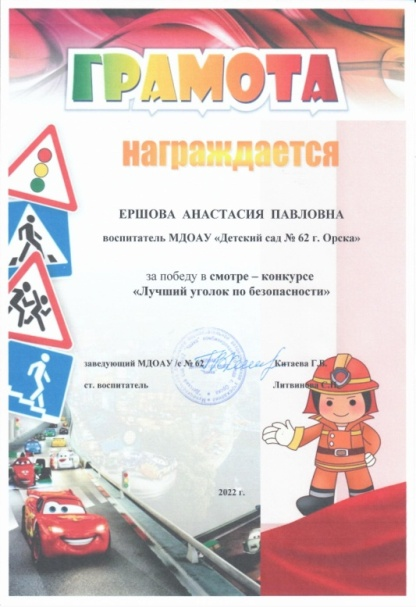 ГРАМОТА
награждается
ЕРШОВА АНАСТАСИЯ ПАВЛОВНА
воспитатель МДОАУ «Детский сад № 62 г. Орска»
за победу в смотре – конкурсе
«Лучший уголок по безопасности»
заведующий МДОАУ /с № 62 Китаева Г.В.
ст. воспитатель Литвинова С.Н.
2022 г.